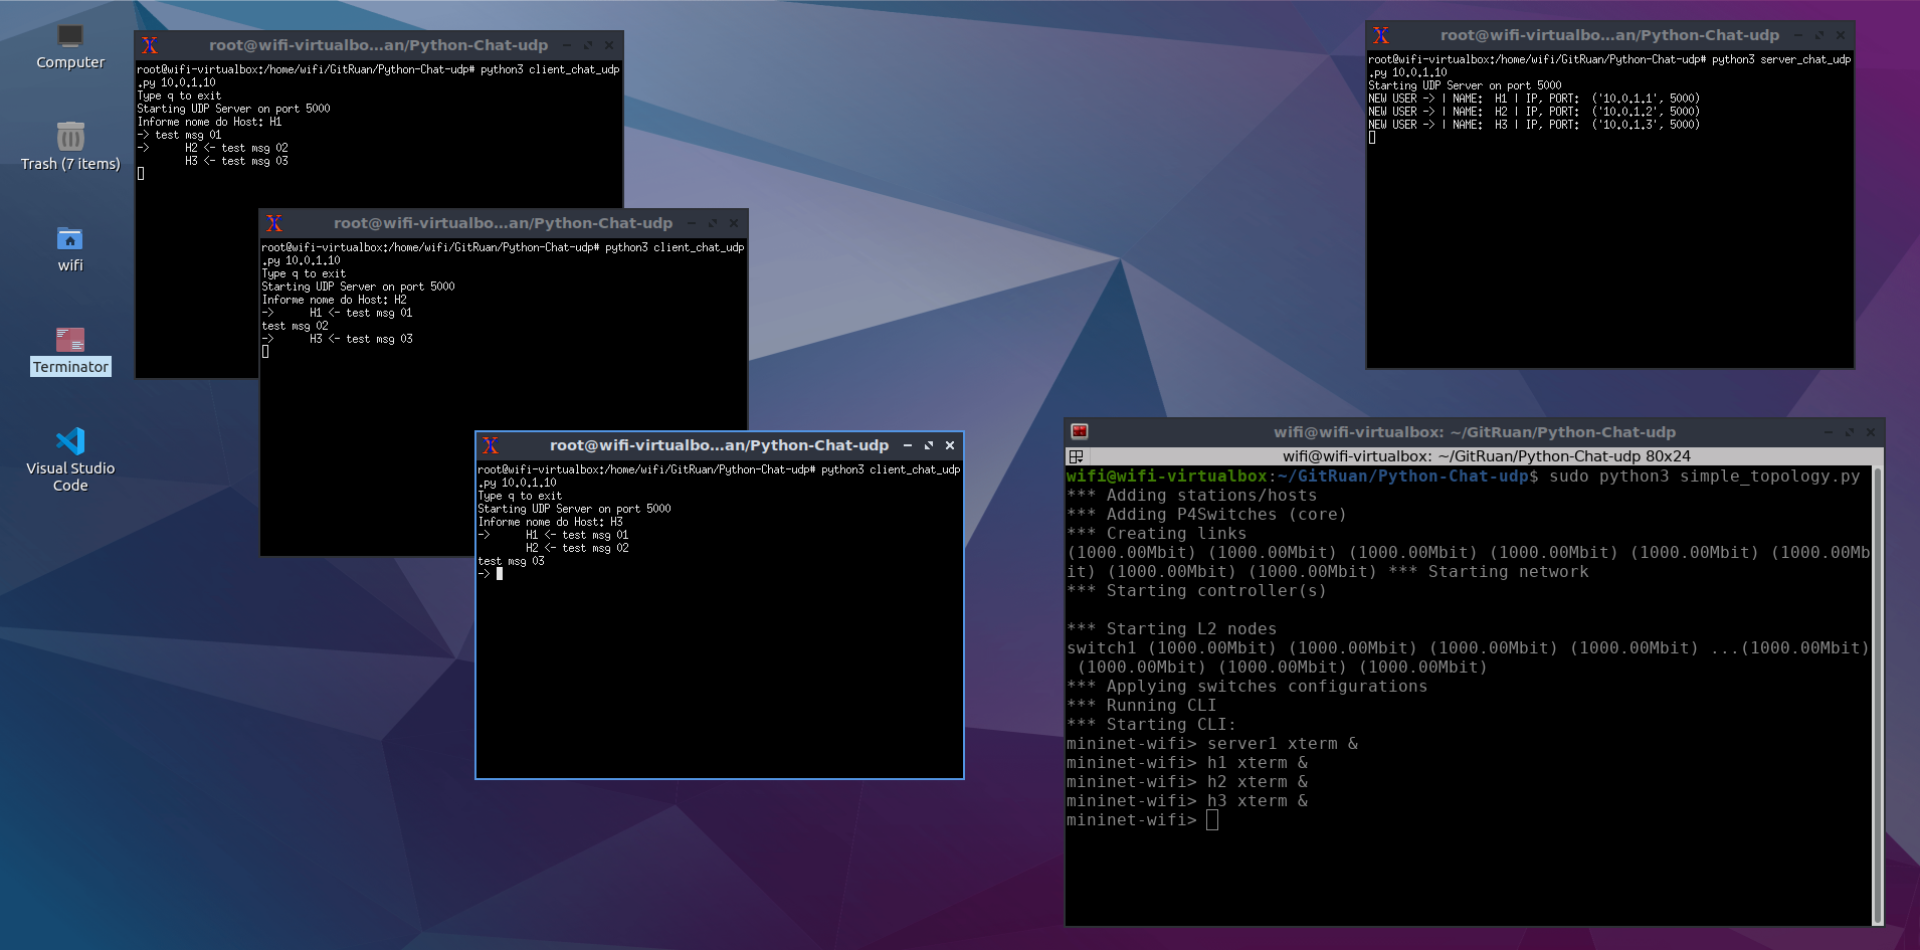 Computer
Trash (7 items)
wifi
Terminator
Visual Studio
Code
root@wifi-virtualbo...an/Python-Chat-udp
root@wifi-virtualbox:/home/wifi/GitRuan/Python-Chat-udp# python3 client_chat_udp
.py 10.0.1.10
Type q to exit
Starting UDP Server on port 5000
Informe nome do Host: H1
-> test msg 01
->      H2 <- test msg 02
        H3 <- test msg 03
root@wifi-virtualbo...an/Python-Chat-udp
root@wifi-virtualbox:/home/wifi/GitRuan/Python-Chat-udp# python3 client_chat_udp
.py 10.0.1.10
Type q to exit
Starting UDP Server on port 5000
Informe nome do Host: H2
->      H1 <- test msg 01
test msg 02
->      H3 <- test msg 03
root@wifi-virtualbo...an/Python-Chat-udp
root@wifi-virtualbox:/home/wifi/GitRuan/Python-Chat-udp# python3 client_chat_udp
.py 10.0.1.10
Type q to exit
Starting UDP Server on port 5000
Informe nome do Host: H3
->      H1 <- test msg 01
        H2 <- test msg 02
test msg 03
->
root@wifi-virtualbo...an/Python-Chat-udp
root@wifi-virtualbox:/home/wifi/GitRuan/Python-Chat-udp# python3 server_chat_udp
.py 10.0.1.10
Starting UDP Server on port 5000
NEW USER -> | NAME:  H1 | IP, PORT:  ('10.0.1.1', 5000)
NEW USER -> | NAME:  H2 | IP, PORT:  ('10.0.1.2', 5000)
NEW USER -> | NAME:  H3 | IP, PORT:  ('10.0.1.3', 5000)
wifi@wifi-virtualbox: ~/GitRuan/Python-Chat-udp
wifi@wifi-virtualbox: ~/GitRuan/Python-Chat-udp 80x24
wifi@wifi-virtualbox:~/GitRuan/Python-Chat-udp$ sudo python3 simple_topology.py
*** Adding stations/hosts
*** Adding P4Switches (core)
*** Creating links
(1000.00Mbit) (1000.00Mbit) (1000.00Mbit) (1000.00Mbit) (1000.00Mbit) (1000.00Mb
it) (1000.00Mbit) (1000.00Mbit) *** Starting network
*** Starting controller(s)
*** Starting L2 nodes
switch1 (1000.00Mbit) (1000.00Mbit) (1000.00Mbit) (1000.00Mbit) ...(1000.00Mbit)
 (1000.00Mbit) (1000.00Mbit) (1000.00Mbit)
*** Applying switches configurations
*** Running CLI
*** Starting CLI:
mininet-wifi> server1 xterm &
mininet-wifi> h1 xterm &
mininet-wifi> h2 xterm &
mininet-wifi> h3 xterm &
mininet-wifi>